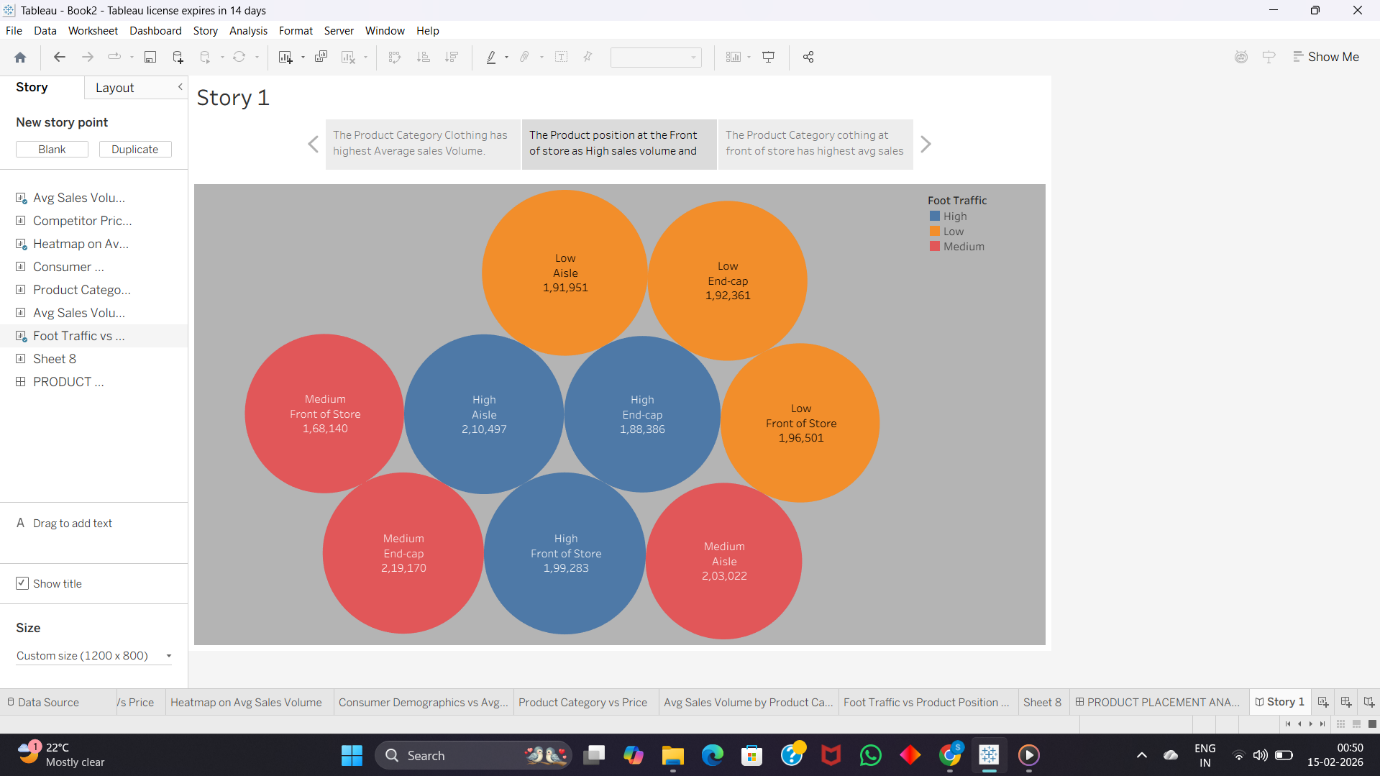 Tableau - Book2 - Tableau license expires in 14 days
File Data Worksheet Dashboard Story Analysis Format Server Window Help
Show Me
Story
Layout
New story point
Blank
Duplicate
Avg Sales Volu...
Competitor Pric...
Heatmap on Av...
Consumer ...
Product Catego...
Avg Sales Volu...
Foot Traffic vs ...
Sheet 8
PRODUCT ...
A Drag to add text
Show title
Size
Custom size (1200 x 800)
Story 1
The Product Category Clothing has
highest Average sales Volume.
The Product position at the Front
of store as High sales volume and
The Product Category cothing at
front of store has highest avg sales
Foot Traffic
High
Low
Medium
Low
Aisle
1,91,951
Low
End-cap
1,92,361
Medium
Front of Store
1,68,140
High
Aisle
2,10,497
High
End-cap
1,88,386
Low
Front of Store
1,96,501
Medium
End-cap
2,19,170
High
Front of Store
1,99,283
Medium
Aisle
2,03,022
Data Source
/s Price
Heatmap on Avg Sales Volume
Consumer Demographics vs Avg...
Product Category vs Price
Avg Sales Volume by Product Ca...
Foot Traffic vs Product Position ...
Sheet 8
PRODUCT PLACEMENT ANA...
Story 1
1
22°C
Mostly clear
Search
S
ENG
IN
00:50
15-02-2026